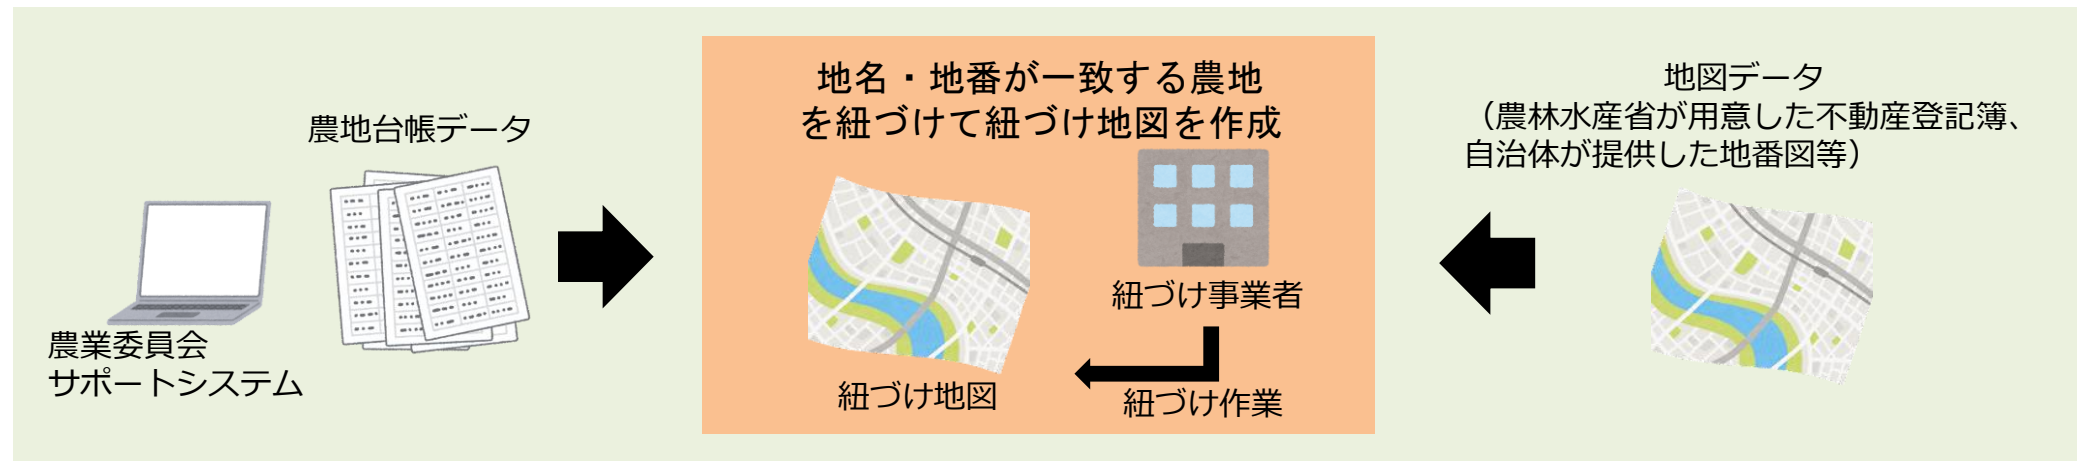 農地台帳データ
農業委員会
サポートシステム
地名・地番が一致する農地
を紐づけて紐づけ地図を作成
紐づけ事業者
紐づけ地図
紐づけ作業
地図データ
（農林水産省が用意した不動産登記簿、
自治体が提供した地番図等）